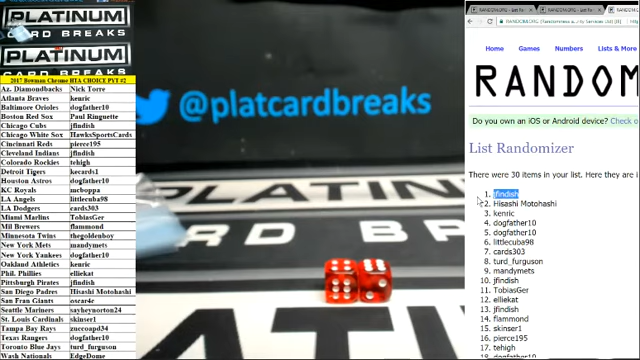 PLATINUM
CARD BREAKS
PLATINUM
CARD BREAKS
2017 Bowman Chrome HTA CHOICE PYT #2
Az. Diamondbacks Nick Torre
Atlanta Braves kenric
Baltimore Orioles dogfather10
Boston Red Sox Paul Ringuette
Chicago Cubs jfindish
Chicago White Sox HawksSportsCards
Cincinnati Reds pierce195
Cleveland Indians jfindish
Colorado Rockies tehigh
Detroit Tigers kecards1
Houston Astros dogfather10
KC Royals mcboppa
LA Angels littlecuba98
LA Dodgers cards303
Miami Marlins TobiasGer
Mil Brewers flammond
Minnesota Twins thegoldenboy
New York Mets mandymets
New York Yankees dogfather10
Oakland Athletics kenric
Phil. Phillies elliekat
Pittsburgh Pirates jfindish
San Diego Padres Hisashi Motohashi
San Fran Giants oscar4c
Seattle Mariners sayheynorton24
St. Louis Cardinals skinser1
Tampa Bay Rays zuccoapd34
Texas Rangers dogfather10
Toronto Blue Jays turd_furguson
Wash Nationals EdgeDome
@platcardbreaks
PLATINUM
RD BREAKS
RANDOM.ORG
Home Games Numbers Lists & More
RANDOM
Do you own an iOS or Android device? Check o
List Randomizer
There were 30 items in your list. Here they are i
1. jfindish
2. Hisashi Motohashi
3. kenric
4. dogfather10
5. dogfather10
6. littlecuba98
7. cards303
8. turd_furguson
9. mandymets
10. jfindish
11. TobiasGer
12. elliekat
13. jfindish
14. flammond
15. skinser1
16. pierce195
17. tehigh
18. dogfather10